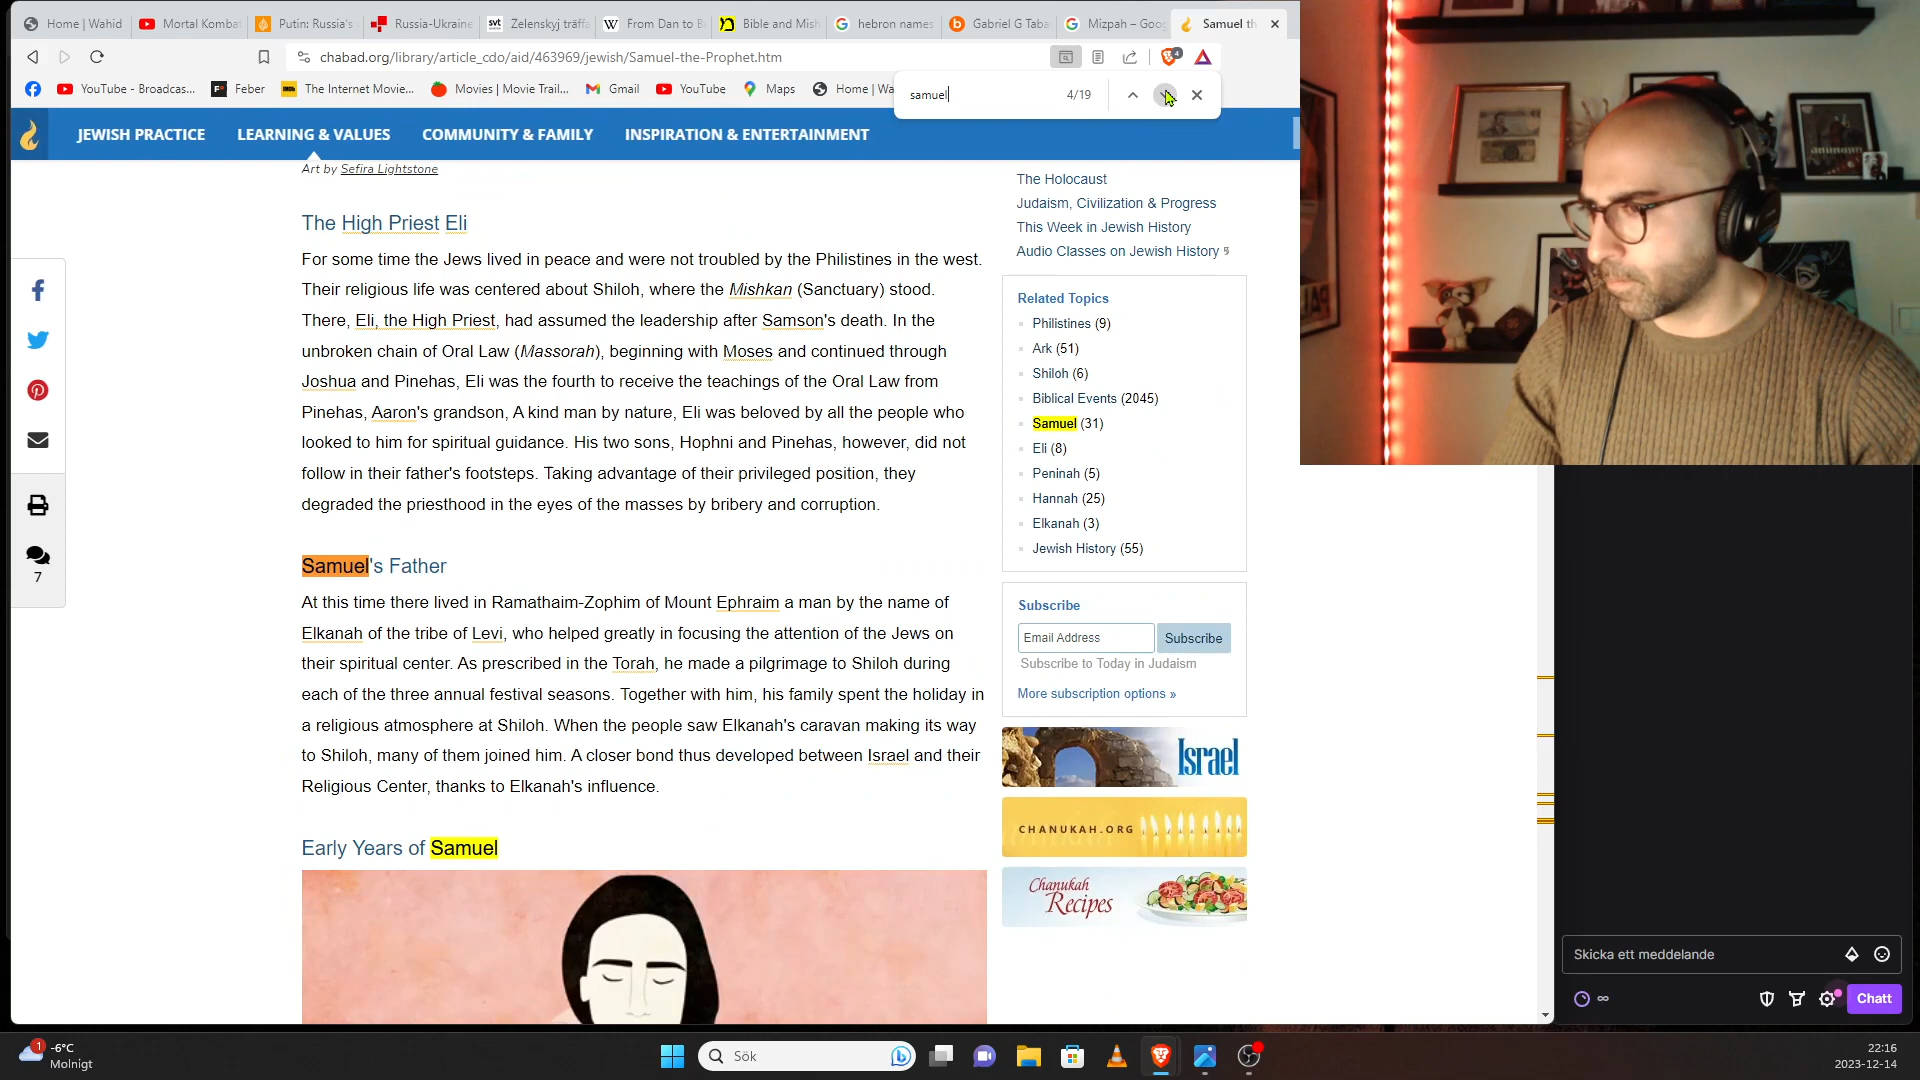 Home | Wahid
Mortal Kombat
Putin: Russia's
Russia-Ukraine
svt
Zelenskyj träffa
From Dan to B
Bible and Mish
hebron names
Gabriel G Taba
Mizpah – Goo
Samuel th
chabad.org/library/article_cdo/aid/463969/jewish/Samuel-the-Prophet.htm
4
YouTube - Broadcas...
Feber
The Internet Movie...
Movies | Movie Trail...
Gmail
YouTube
Maps
Home | Wa
samuel
4/19
JEWISH PRACTICE
LEARNING & VALUES
COMMUNITY & FAMILY
INSPIRATION & ENTERTAINMENT
Art by Sefira Lightstone
The High Priest Eli
For some time the Jews lived in peace and were not troubled by the Philistines in the west.
Their religious life was centered about Shiloh, where the Mishkan (Sanctuary) stood.
There, Eli, the High Priest, had assumed the leadership after Samson's death. In the
unbroken chain of Oral Law (Massorah), beginning with Moses and continued through
Joshua and Pinehas, Eli was the fourth to receive the teachings of the Oral Law from
Pinehas, Aaron's grandson, A kind man by nature, Eli was beloved by all the people who
looked to him for spiritual guidance. His two sons, Hophni and Pinehas, however, did not
follow in their father's footsteps. Taking advantage of their privileged position, they
degraded the priesthood in the eyes of the masses by bribery and corruption.
Samuel's Father
At this time there lived in Ramathaim-Zophim of Mount Ephraim a man by the name of
Elkanah of the tribe of Levi, who helped greatly in focusing the attention of the Jews on
their spiritual center. As prescribed in the Torah, he made a pilgrimage to Shiloh during
each of the three annual festival seasons. Together with him, his family spent the holiday in
a religious atmosphere at Shiloh. When the people saw Elkanah's caravan making its way
to Shiloh, many of them joined him. A closer bond thus developed between Israel and their
Religious Center, thanks to Elkanah's influence.
Early Years of Samuel
7
The Holocaust
Judaism, Civilization & Progress
This Week in Jewish History
Audio Classes on Jewish History
Related Topics
Philistines (9)
Ark (51)
Shiloh (6)
Biblical Events (2045)
Samuel (31)
Eli (8)
Peninah (5)
Hannah (25)
Elkanah (3)
Jewish History (55)
Subscribe
Email Address
Subscribe
Subscribe to Today in Judaism
More subscription options »
Israel
CHANUKAH.ORG
Chanukah
Recipes
Skicka ett meddelande
Chatt
1
-6°C
Molnigt
Sök
22:16
2023-12-14